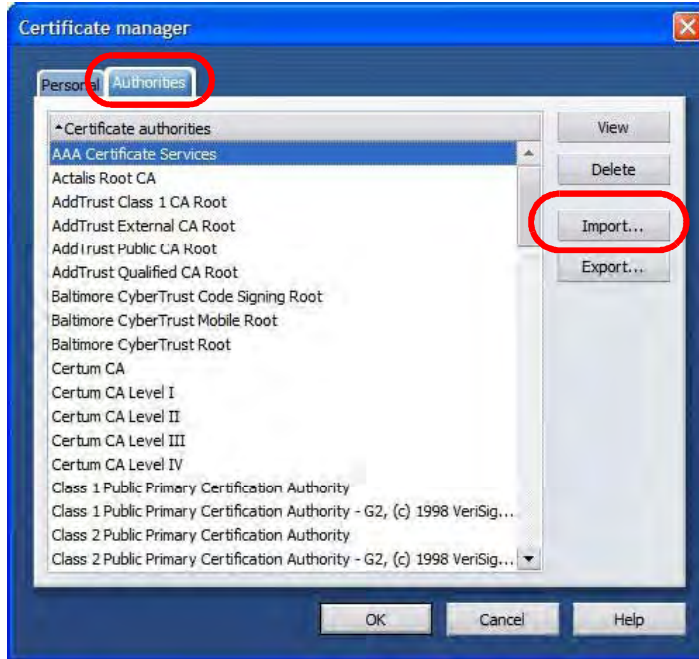 Certificate manager
Personal
Authorities
Certificate authorities
AAA Certificate Services
Actalis Root CA
AddTrust Class 1 CA Root
AddTrust External CA Root
AddTrust Public CA Root
AddTrust Qualified CA Root
Baltimore CyberTrust Code Signing Root
Baltimore CyberTrust Mobile Root
Baltimore CyberTrust Root
Certum CA
Certum CA Level I
Certum CA Level II
Certum CA Level III
Certum CA Level IV
Class 1 Public Primary Certification Authority
Class 1 Public Primary Certification Authority - G2, (c) 1998 VeriSig...
Class 2 Public Primary Certification Authority
Class 2 Public Primary Certification Authority - G2, (c) 1998 VeriSig...
View
Delete
Import...
Export...
OK
Cancel
Help